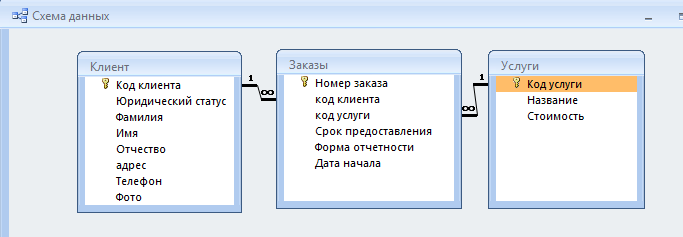 Схема данных
Клиент
Код клиента
Юридический статус
Фамилия
Имя
Отчество
адрес
Телефон
Фото
1
∞
Заказы
Номер заказа
код клиента
код услуги
Срок предоставления
Форма отчетности
Дата начала
1
∞
Услуги
Код услуги
Название
Стоимость